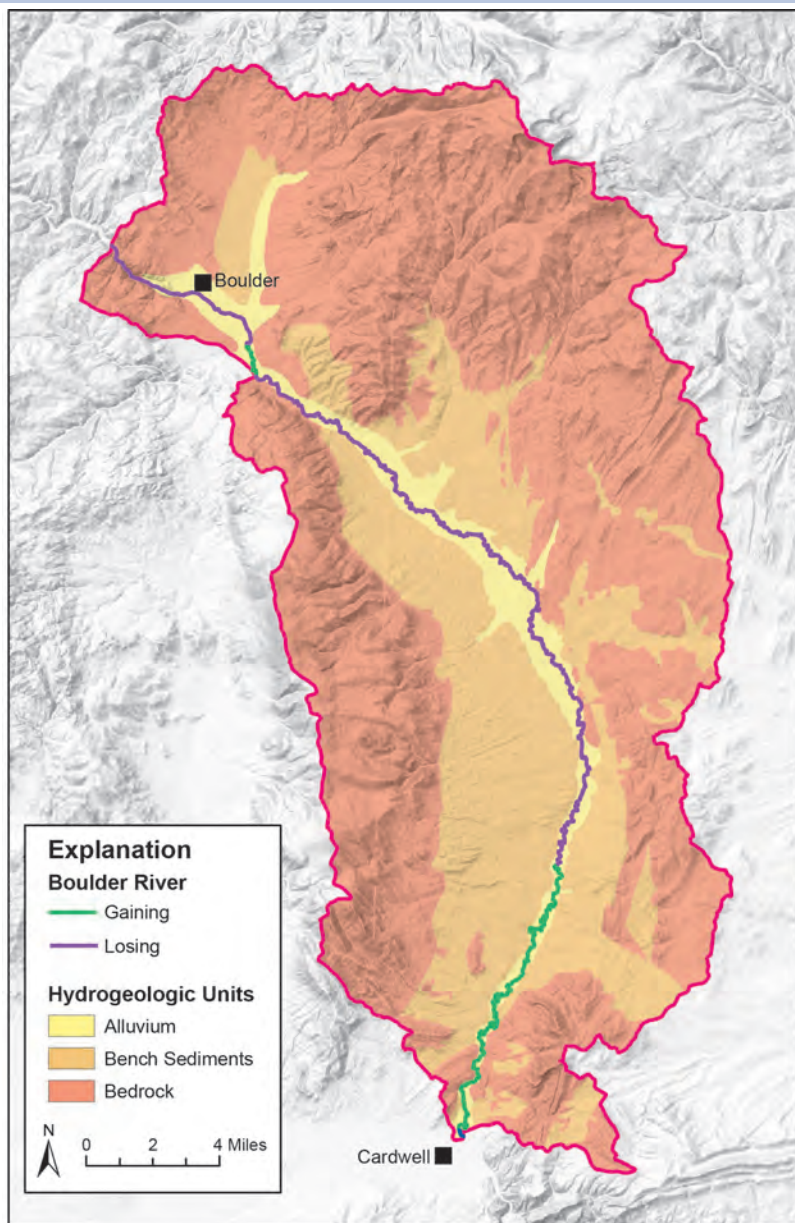 Boulder
Explanation
Boulder River
Gaining
Losing
Hydrogeologic Units
Alluvium
Bench Sediments
Bedrock
N
0 2 4 Miles
Cardwell